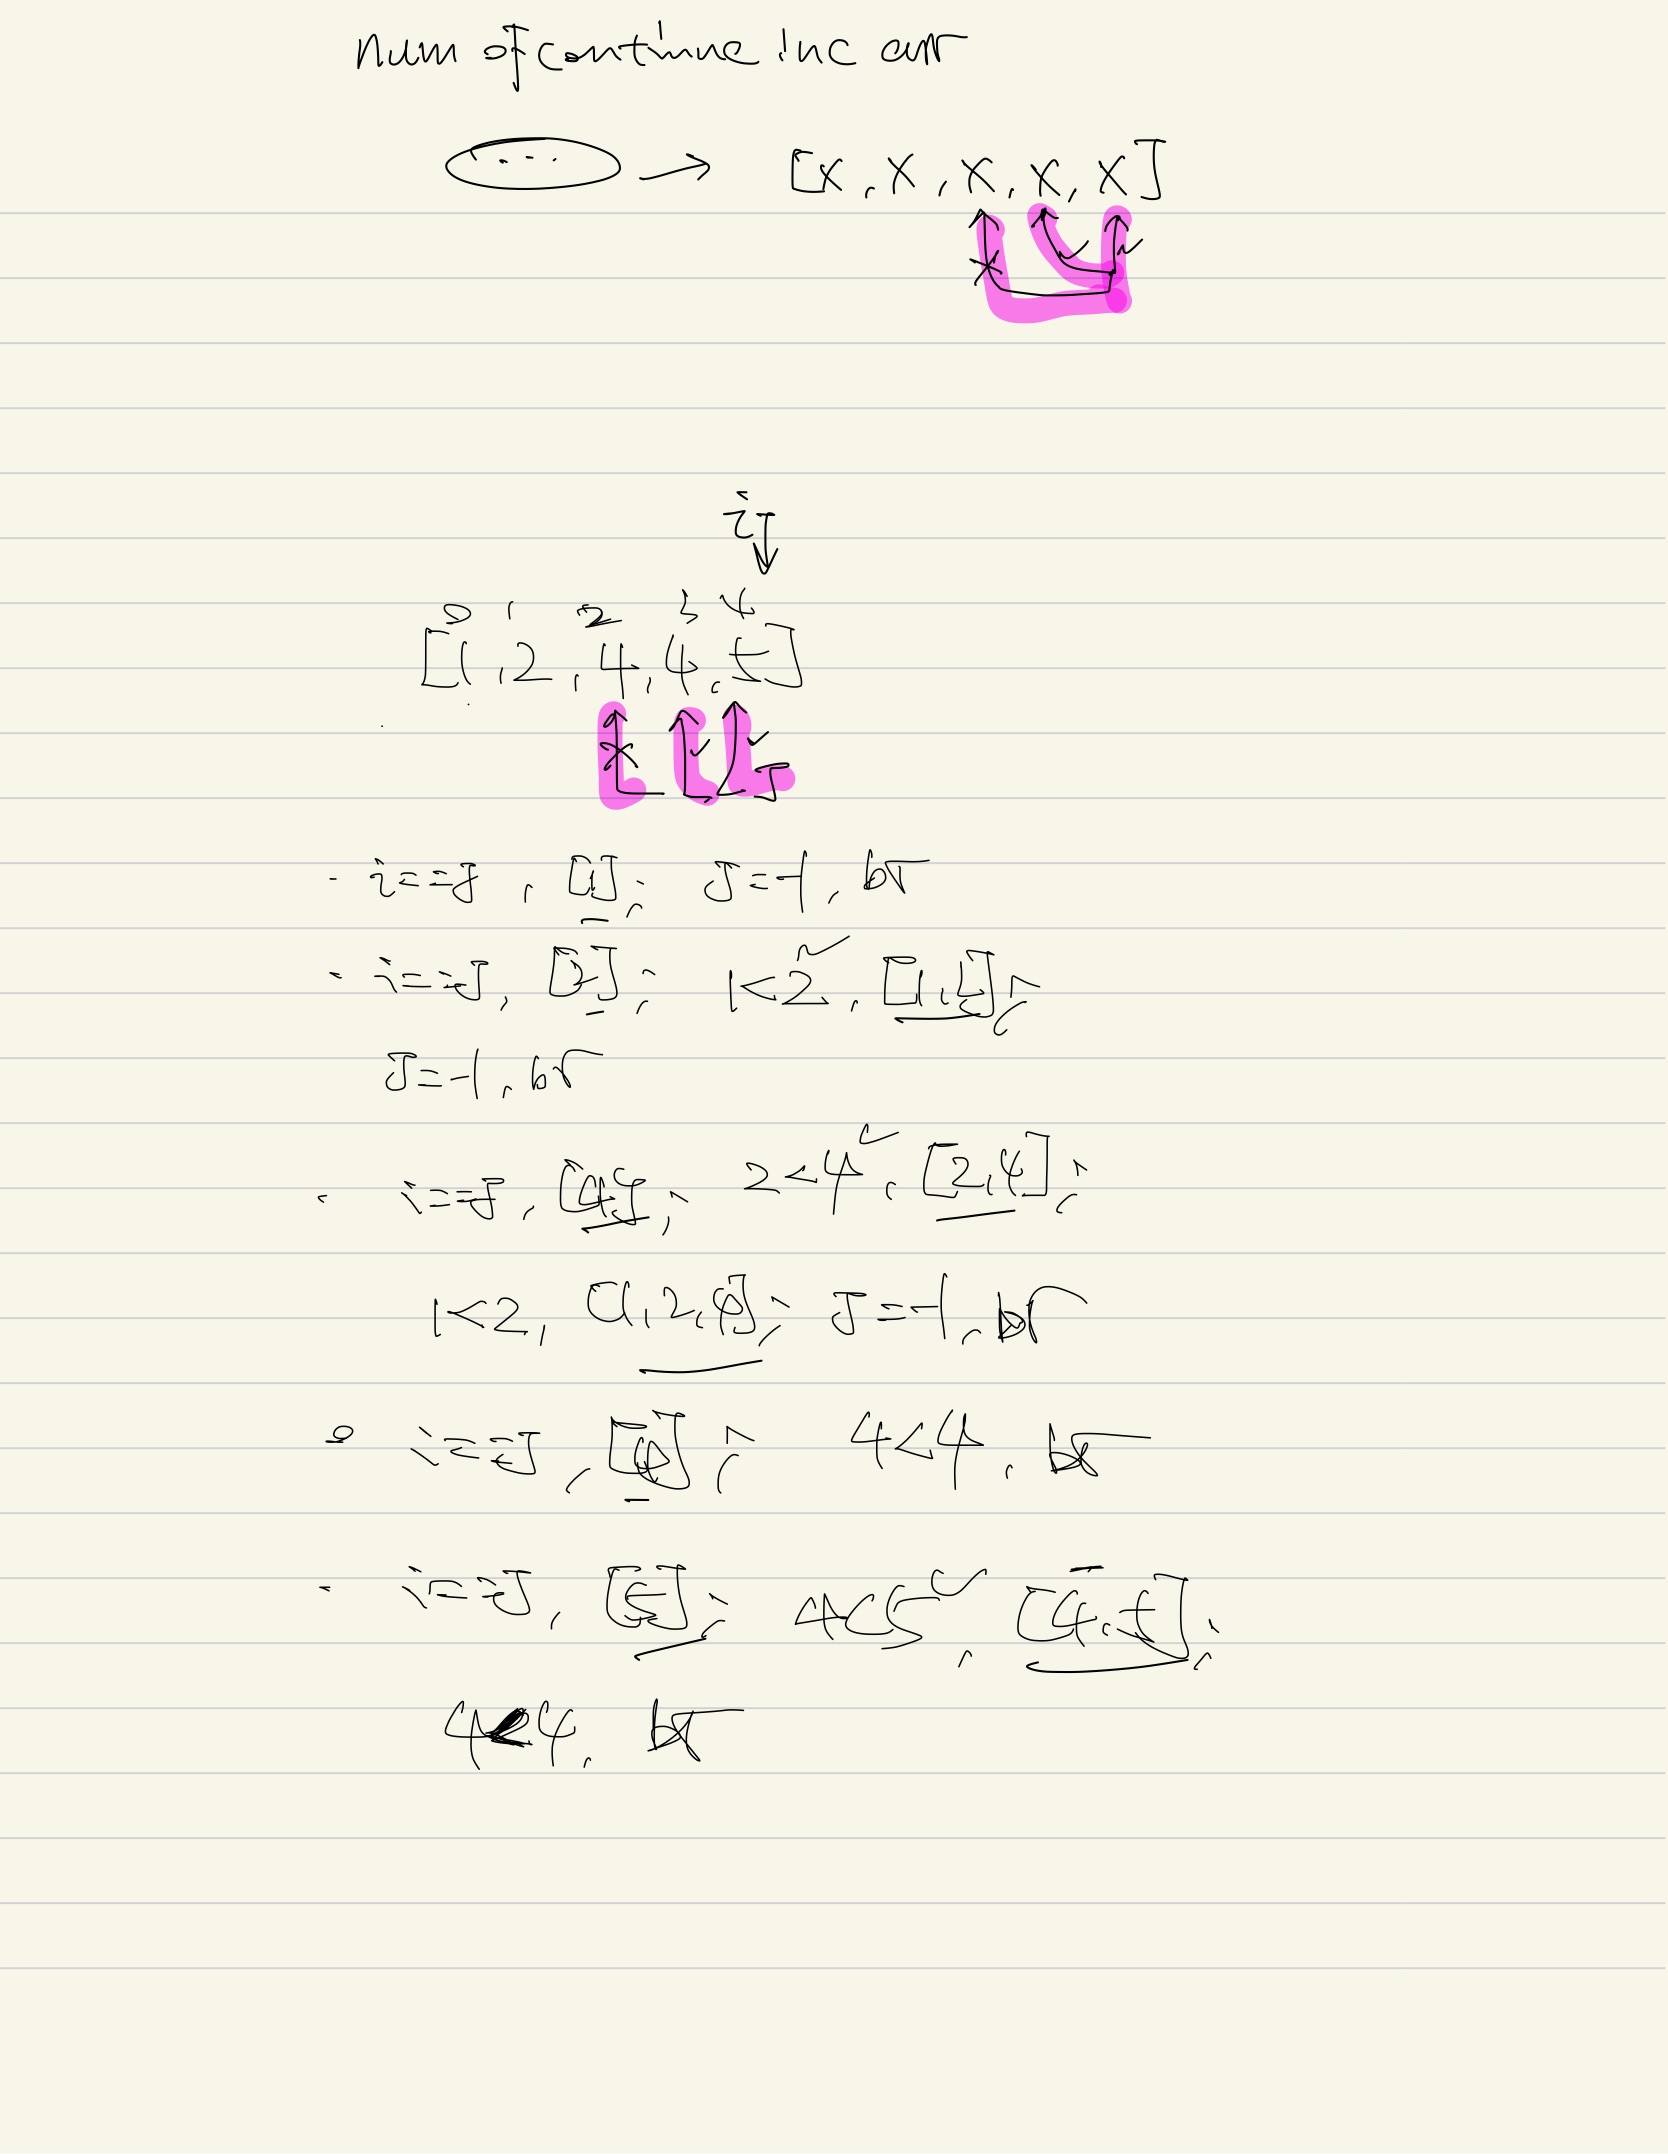 num of continue inc arr
.... → [x, x, x, x, x]
i
0 1 2 3 4
[1, 2, 4, 4, 5]
J
- i==J, [1]; J=-1, br
- i==J, [2]; 1<2 ✓, [1,2];
J=-1, br
- i==J, [4]; 2<4 ✓, [2,4];
1<2, [1,2,4]; J=-1, br
- i==J, [4]; 4<4, br
- i==J, [5]; 4<5 ✓, [4,5];
4<4, br